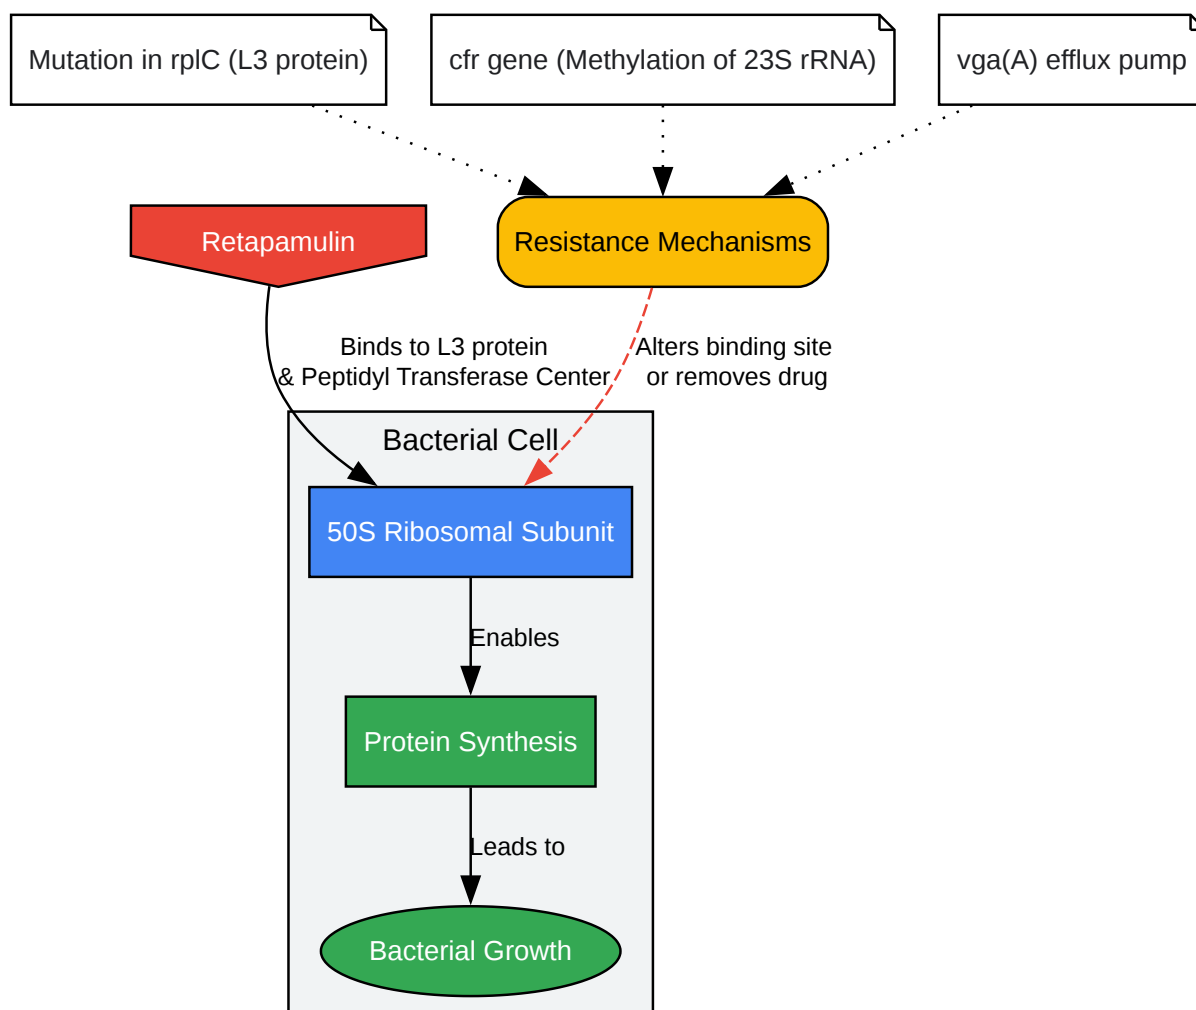 Mutation in rplC (L3 protein)
cfr gene (Methylation of 23S rRNA)
vga(A) efflux pump
Retapamulin
Resistance Mechanisms
Binds to L3 protein
& Peptidyl Transferase Center
Alters binding site
or removes drug
Bacterial Cell
50S Ribosomal Subunit
Enables
Protein Synthesis
Leads to
Bacterial Growth